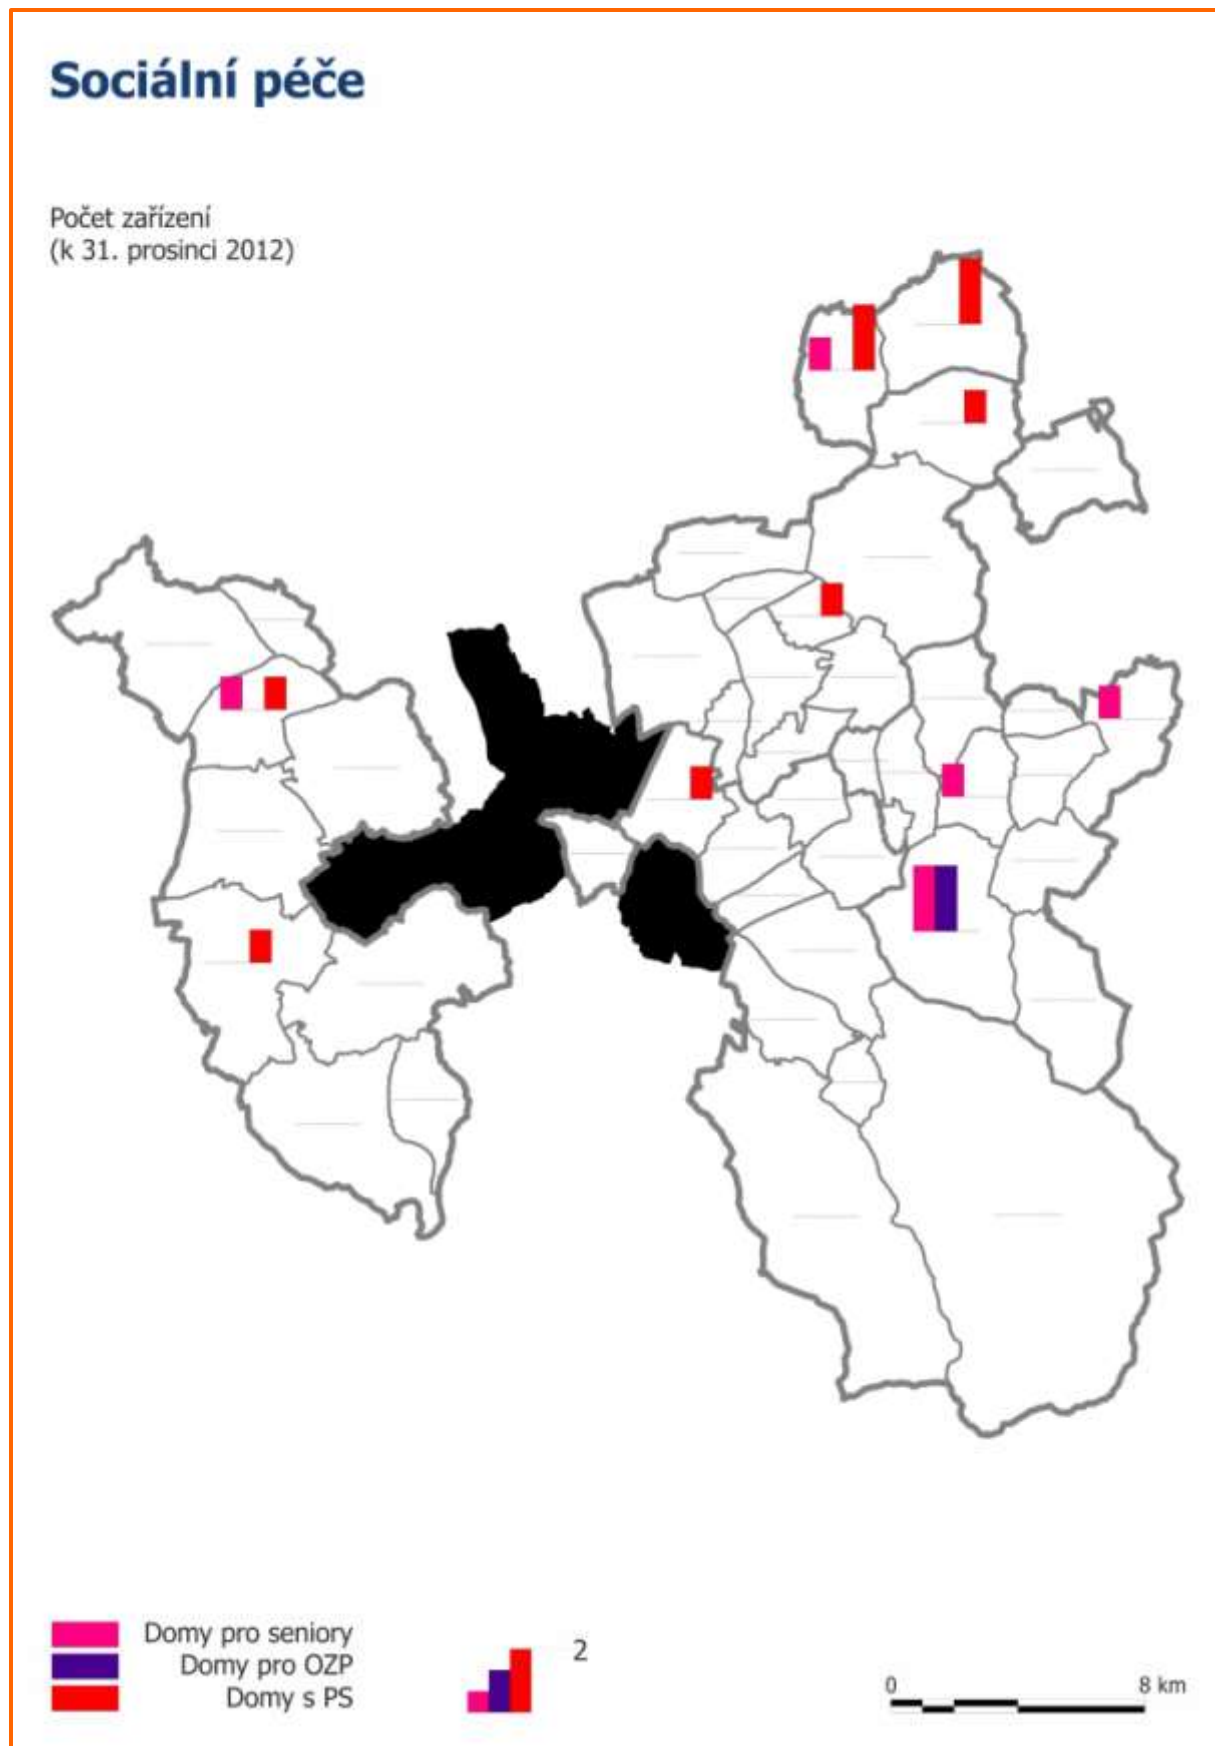 Sociální péče
Počet zařízení
(k 31. prosinci 2012)
Domy pro seniory
Domy pro OZP
Domy s PS
2
0 8 km